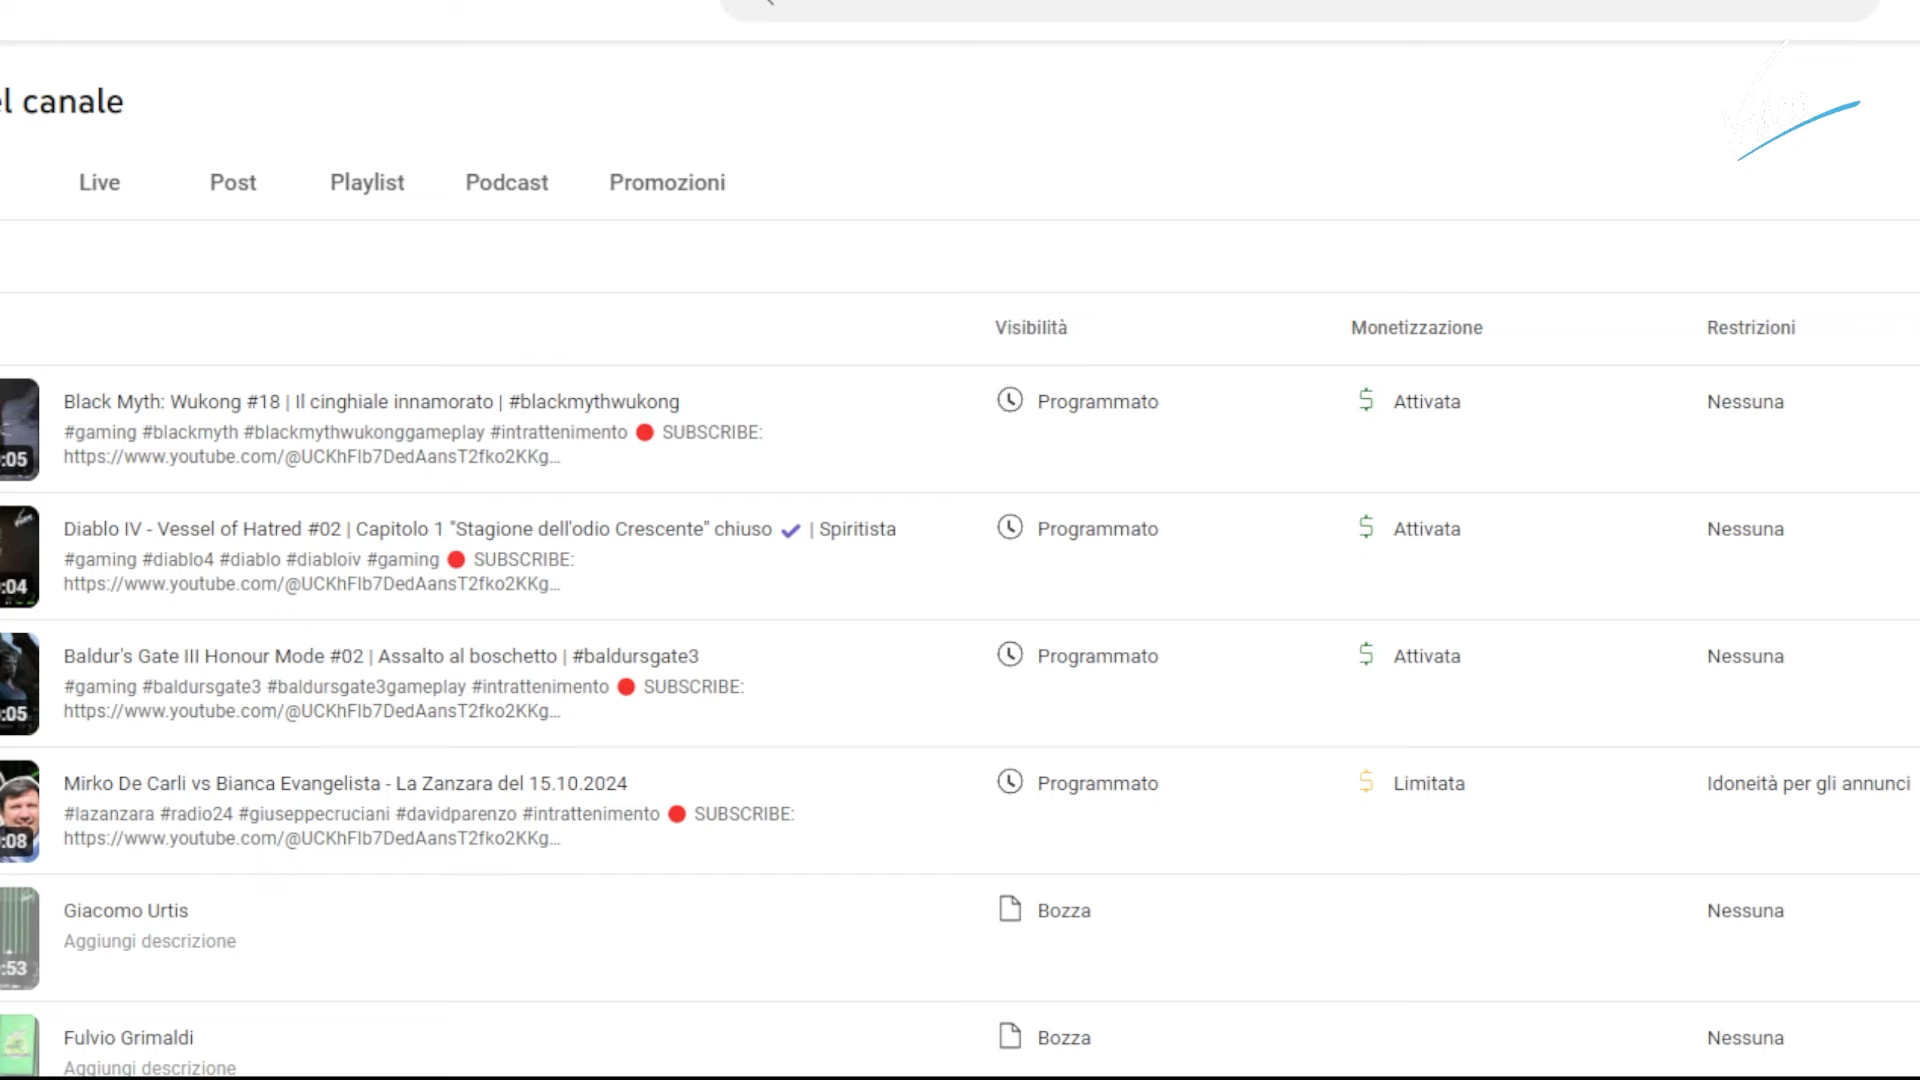 el canale
Live Post Playlist Podcast Promozioni
Visibilità Monetizzazione Restrizioni
Black Myth: Wukong #18 | Il cinghiale innamorato | #blackmythwukong Programmato Attivata Nessuna
#gaming #blackmyth #blackmythwukonggameplay #intrattenimento 🔴 SUBSCRIBE:
:05 https://www.youtube.com/@UCKhFIb7DedAansT2fko2KKg...
Diablo IV - Vessel of Hatred #02 | Capitolo 1 "Stagione dell'odio Crescente" chiuso ✔ | Spiritista Programmato Attivata Nessuna
#gaming #diablo4 #diablo #diabloiv #gaming 🔴 SUBSCRIBE:
:04 https://www.youtube.com/@UCKhFIb7DedAansT2fko2KKg...
Baldur's Gate III Honour Mode #02 | Assalto al boschetto | #baldursgate3 Programmato Attivata Nessuna
#gaming #baldursgate3 #baldursgate3gameplay #intrattenimento 🔴 SUBSCRIBE:
:05 https://www.youtube.com/@UCKhFIb7DedAansT2fko2KKg...
Mirko De Carli vs Bianca Evangelista - La Zanzara del 15.10.2024 Programmato Limitata Idoneità per gli annunci
#lazanzara #radio24 #giuseppecruciani #davidparenzo #intrattenimento 🔴 SUBSCRIBE:
:08 https://www.youtube.com/@UCKhFIb7DedAansT2fko2KKg...
Giacomo Urtis Bozza Nessuna
Aggiungi descrizione
:53
Fulvio Grimaldi Bozza Nessuna
Aggiungi descrizione